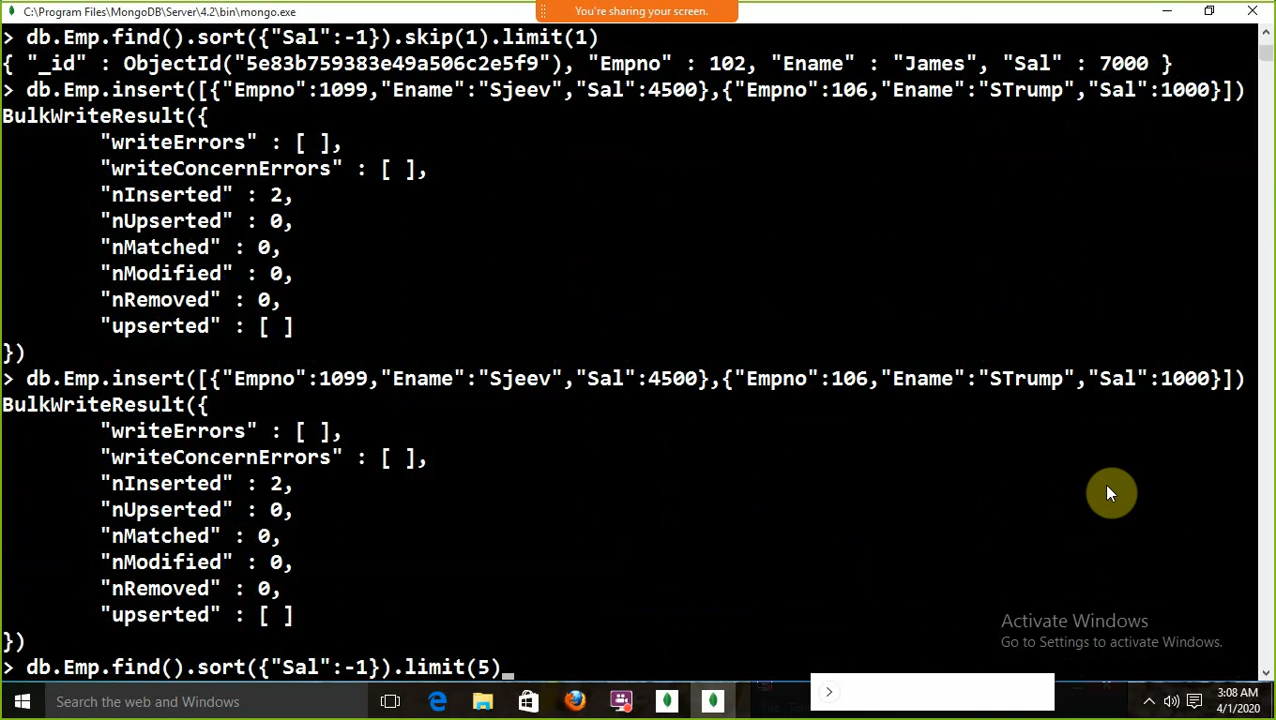 C:\Program Files\MongoDB\Server\4.2\bin\mongo.exe
You're sharing your screen.
> db.Emp.find().sort({"Sal":-1}).skip(1).limit(1)
{ "_id" : ObjectId("5e83b759383e49a506c2e5f9"), "Empno" : 102, "Ename" : "James", "Sal" : 7000 }
> db.Emp.insert([{"Empno":1099,"Ename":"Sjeev","Sal":4500},{"Empno":106,"Ename":"STrump","Sal":1000}])
BulkWriteResult({
"writeErrors" : [ ],
"writeConcernErrors" : [ ],
"nInserted" : 2,
"nUpserted" : 0,
"nMatched" : 0,
"nModified" : 0,
"nRemoved" : 0,
"upserted" : [ ]
})
> db.Emp.insert([{"Empno":1099,"Ename":"Sjeev","Sal":4500},{"Empno":106,"Ename":"STrump","Sal":1000}])
BulkWriteResult({
"writeErrors" : [ ],
"writeConcernErrors" : [ ],
"nInserted" : 2,
"nUpserted" : 0,
"nMatched" : 0,
"nModified" : 0,
"nRemoved" : 0,
"upserted" : [ ]
})
Activate Windows
Go to Settings to activate Windows.
> db.Emp.find().sort({"Sal":-1}).limit(5)
Search the web and Windows
3:08 AM
4/1/2020